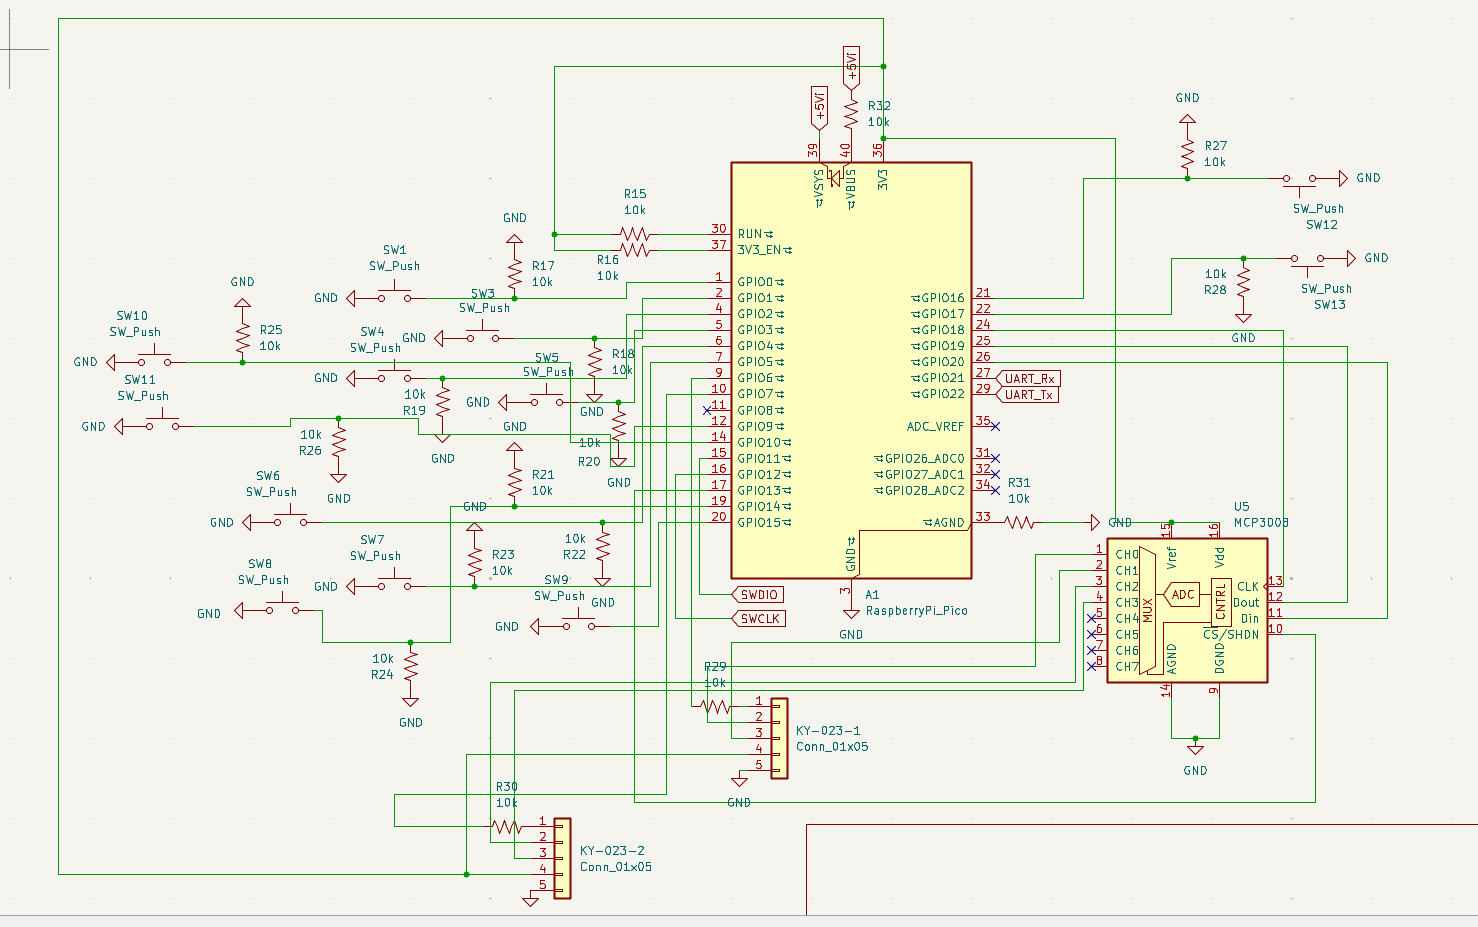 +5Vi
+5Vi
R32
10k
39
40
36
VSYS
VBUS
3V3
GND
R27
10k
GND
SW_Push
SW12
R15
10k
30
RUN
37
3V3_EN
R16
10k
GND
SW1
SW_Push
R17
10k
GND
GND
10k
R28
SW_Push
SW13
GND
GND
R25
10k
SW10
SW_Push
GND
SW3
SW_Push
GND
SW4
SW_Push
GND
R18
10k
GND
SW5
SW_Push
GND
10k
R19
GND
SW11
SW_Push
GND
10k
R26
GND
10k
R20
GND
1 GPIO0
2 GPIO1
4 GPIO2
5 GPIO3
6 GPIO4
7 GPIO5
9 GPIO6
10 GPIO7
11 GPIO8
12 GPIO9
14 GPIO10
15 GPIO11
16 GPIO12
17 GPIO13
19 GPIO14
20 GPIO15
GPIO16 21
GPIO17 22
GPIO18 24
GPIO19 25
GPIO20 26
GPIO21 27
UART_Rx
GPIO22 29
UART_Tx
ADC_VREF 35
GPIO26_ADC0 31
GPIO27_ADC1 32
GPIO28_ADC2 34
AGND 33
R31
10k
GND
GND
3
A1
RaspberryPi_Pico
GND
SWDIO
SWCLK
GND
R21
10k
SW6
SW_Push
GND
10k
R22
GND
GND
SW7
SW_Push
GND
R23
10k
SW8
SW_Push
GND
10k
R24
GND
SW9
SW_Push
GND
U5
MCP3008
15
16
Vref
Vdd
1 CH0
2 CH1
3 CH2
4 CH3
5 CH4
6 CH5
7 CH6
8 CH7
MUX
ADC
CNTRL
CLK 13
Dout 12
Din 11
CS/SHDN 10
AGND
DGND
14
9
GND
R29
10k
1
2
3
4
5
KY-023-1
Conn_01x05
GND
R30
10k
1
2
3
4
5
KY-023-2
Conn_01x05